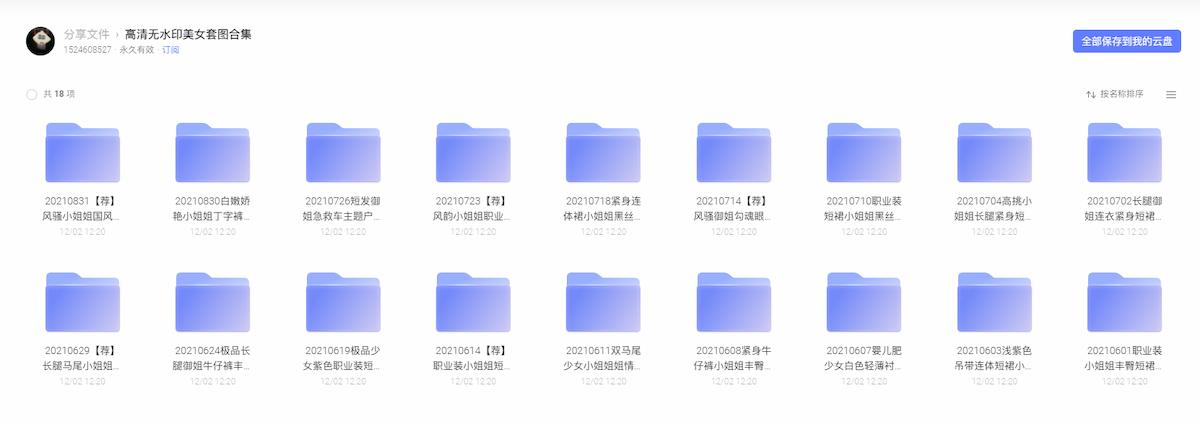 分享文件 › 高清无水印美女套图合集
1524608527 · 永久有效 · 订阅
全部保存到我的云盘
共 18 项
按名称排序
20210831【荐】
风骚小姐姐国风...
12/02 12:20
20210830白嫩娇
艳小姐姐丁字裤...
12/02 12:20
20210726短发御
姐急救车主题户...
12/02 12:20
20210723【荐】
风韵小姐姐职业...
12/02 12:20
20210718紧身连
体裙小姐姐黑丝...
12/02 12:20
20210714【荐】
风骚御姐勾魂眼...
12/02 12:20
20210710职业装
短裙小姐姐黑丝...
12/02 12:20
20210704高挑小
姐姐长腿紧身短...
12/02 12:20
20210702长腿御
姐连衣紧身短裙...
12/02 12:20
20210629【荐】
长腿马尾小姐姐...
12/02 12:20
20210624极品长
腿御姐牛仔裤丰...
12/02 12:20
20210619极品少
女紫色职业装短...
12/02 12:20
20210614【荐】
职业装小姐姐短...
12/02 12:20
20210611双马尾
少女小姐姐情...
12/02 12:20
20210608紧身牛
仔裤小姐姐丰臀...
12/02 12:20
20210607婴儿肥
少女白色轻薄衬...
12/02 12:20
20210603浅紫色
吊带连体短裙小...
12/02 12:20
20210601职业装
小姐姐丰臀短裙...
12/02 12:20